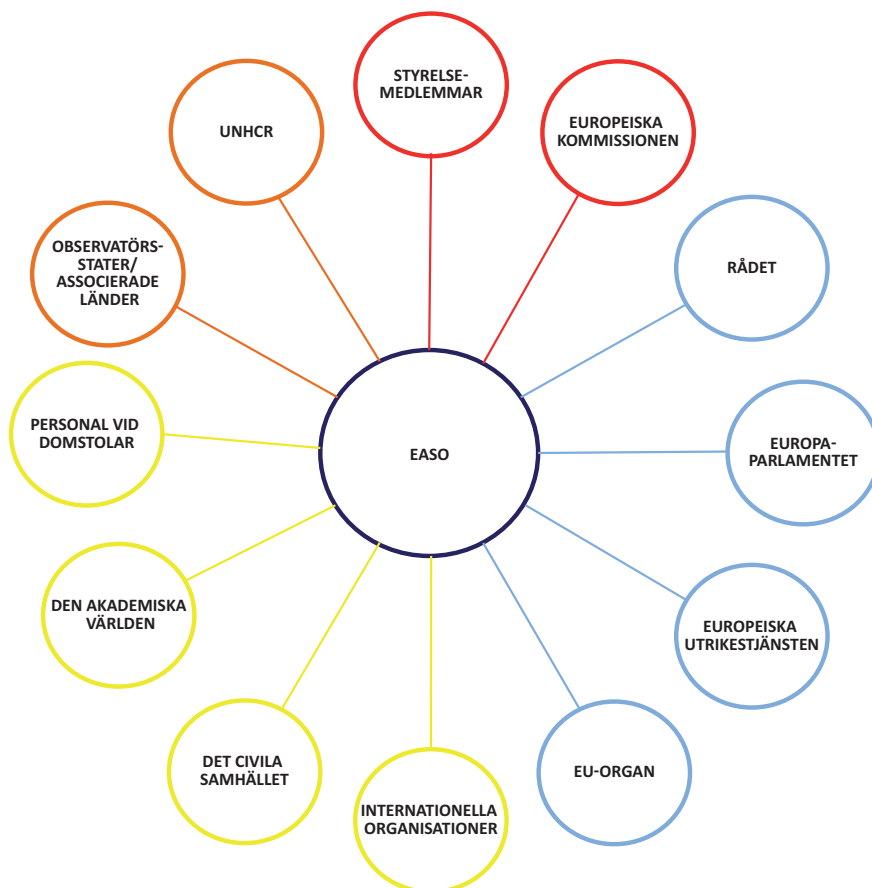 STYRELSE-
MEDLEMMAR
EUROPEISKA
KOMMISSIONEN
UNHCR
RÅDET
OBSERVATÖRS-
STATER/
ASSOCIERADE
LÄNDER
PERSONAL VID
DOMSTOLAR
EASO
EUROPA-
PARLAMENTET
DEN AKADEMISKA
VÄRLDEN
EUROPEISKA
UTRIKESTJÄNSTEN
DET CIVILA
SAMHÄLLET
EU-ORGAN
INTERNATIONELLA
ORGANISATIONER